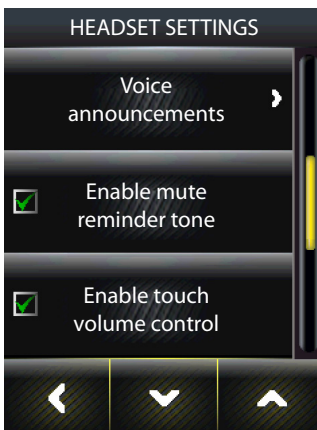 HEADSET SETTINGS
Voice
announcements
Enable mute
reminder tone
Enable touch
volume control